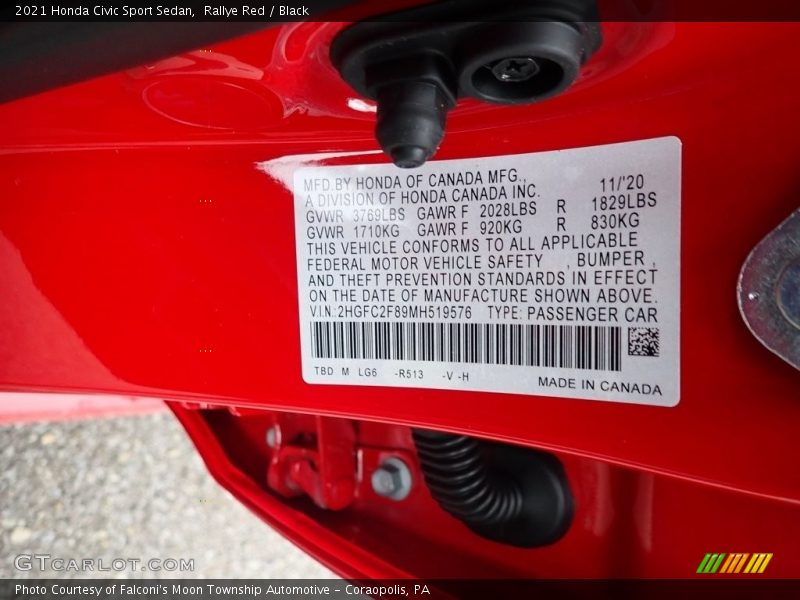 2021 Honda Civic Sport Sedan,  Rallye Red / Black
MFD.BY HONDA OF CANADA MFG., 11/'20
A DIVISION OF HONDA CANADA INC.
GVWR 3769LBS GAWR F 2028LBS R 1829LBS
GVWR 1710KG GAWR F 920KG R 830KG
THIS VEHICLE CONFORMS TO ALL APPLICABLE
FEDERAL MOTOR VEHICLE SAFETY , BUMPER ,
AND THEFT PREVENTION STANDARDS IN EFFECT
ON THE DATE OF MANUFACTURE SHOWN ABOVE.
V.I.N:2HGFC2F89MH519576 TYPE: PASSENGER CAR
TBD M LG6 -R513 -V -H
MADE IN CANADA
GTCARLOT.COM
Photo Courtesy of Falconi's Moon Township Automotive - Coraopolis, PA